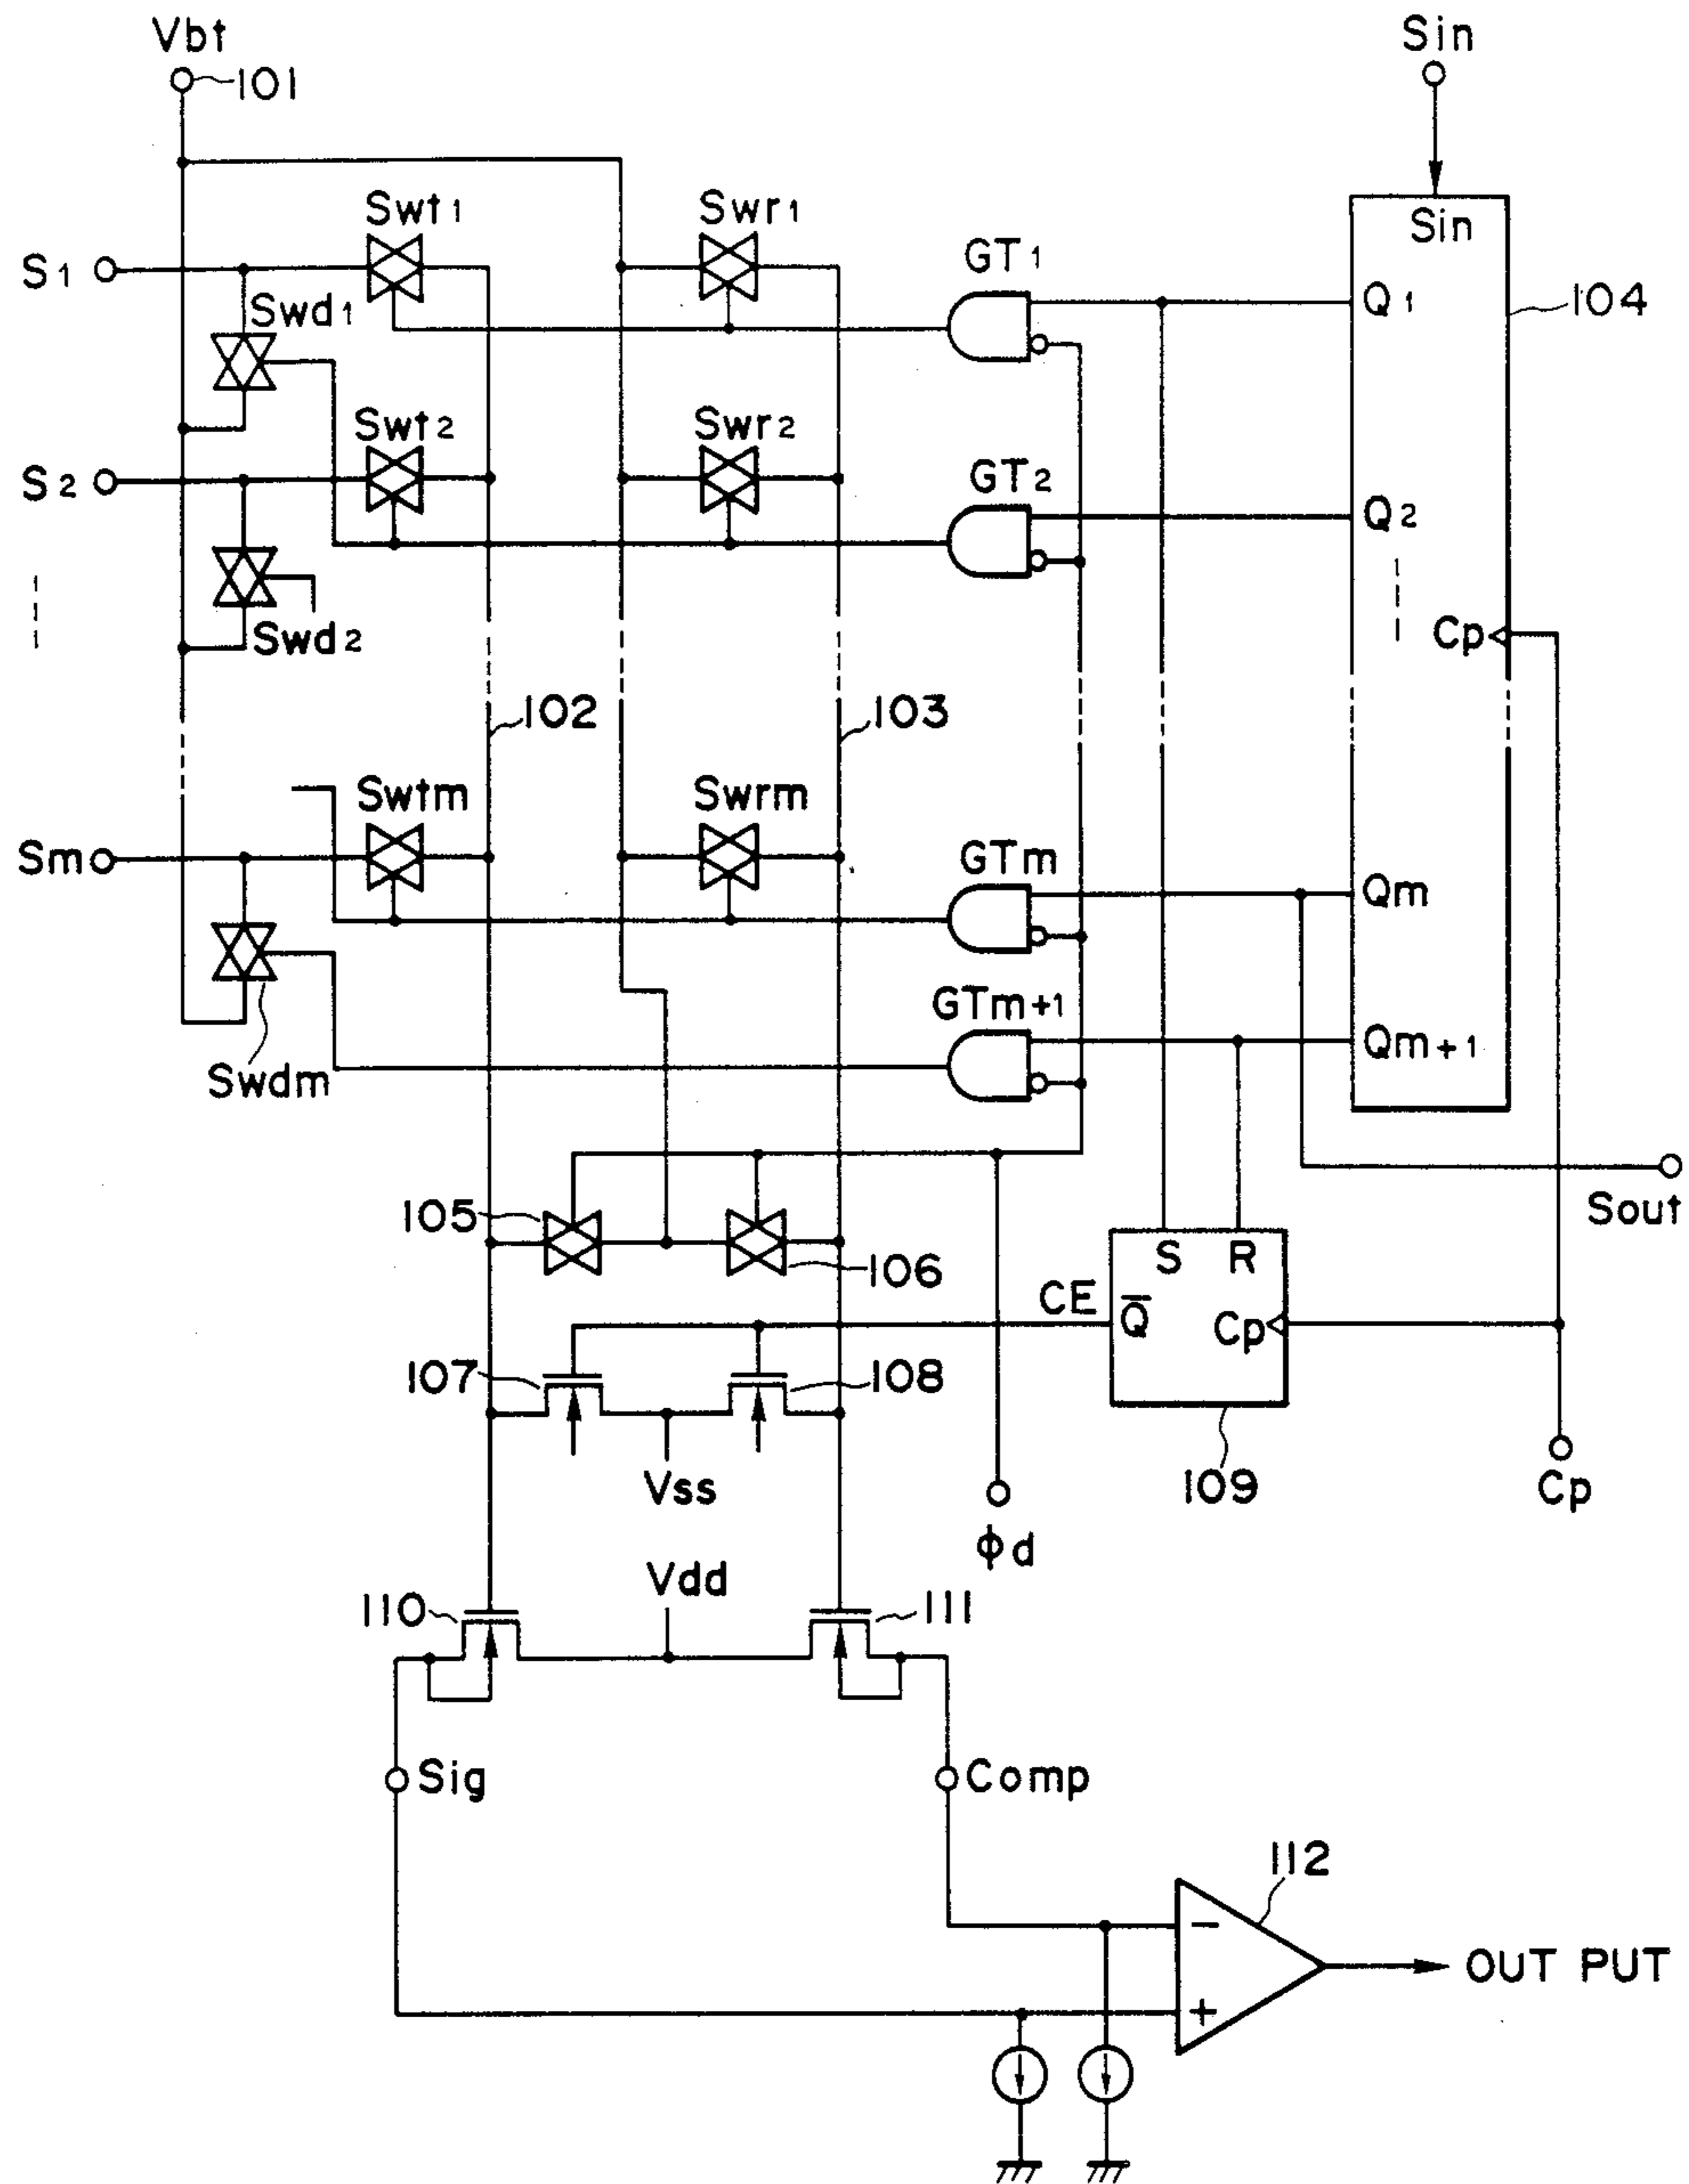 Vbt
Sin
101
Swt1
Swr1
Sin
S1
GT1
Q1
104
Swd1
Swt2
Swr2
S2
GT2
Q2
Cp
Swd2
102
103
Swtm
Swrm
Sm
GTm
Qm
GTm+1
Qm+1
Swdm
105
106
Sout
S R
CE
Q̅
Cp
107
108
Vss
109
Cp
ϕd
Vdd
110
111
Sig
Comp
112
−
+
OUT PUT